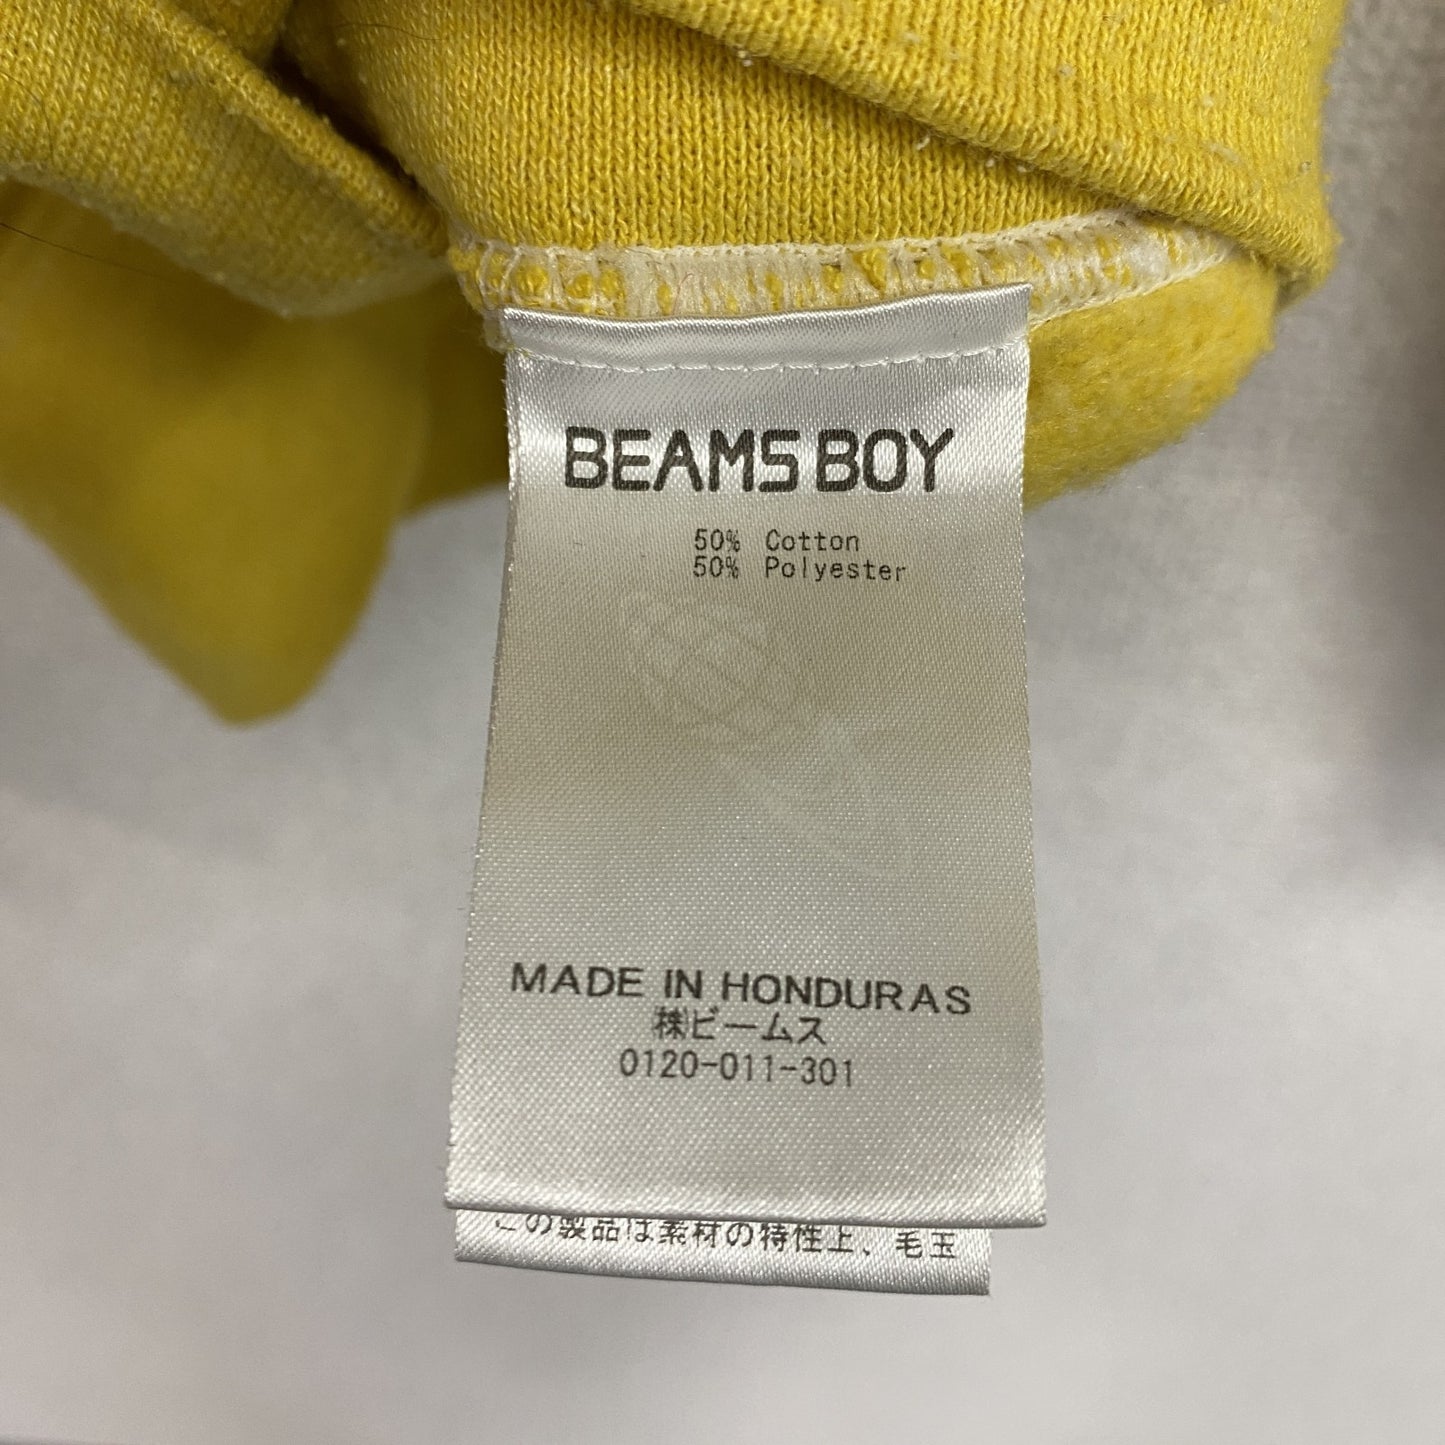 BEAMS BOY
50% Cotton
50% Polyester
MADE IN HONDURAS
㈱ビームス
0120-011-301
この製品は素材の特性上、毛玉